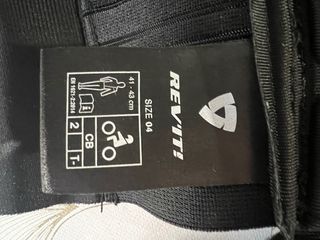 REV'IT!
SIZE 04
41 - 43 cm
EN 1621-2:2014
CB
2
T-